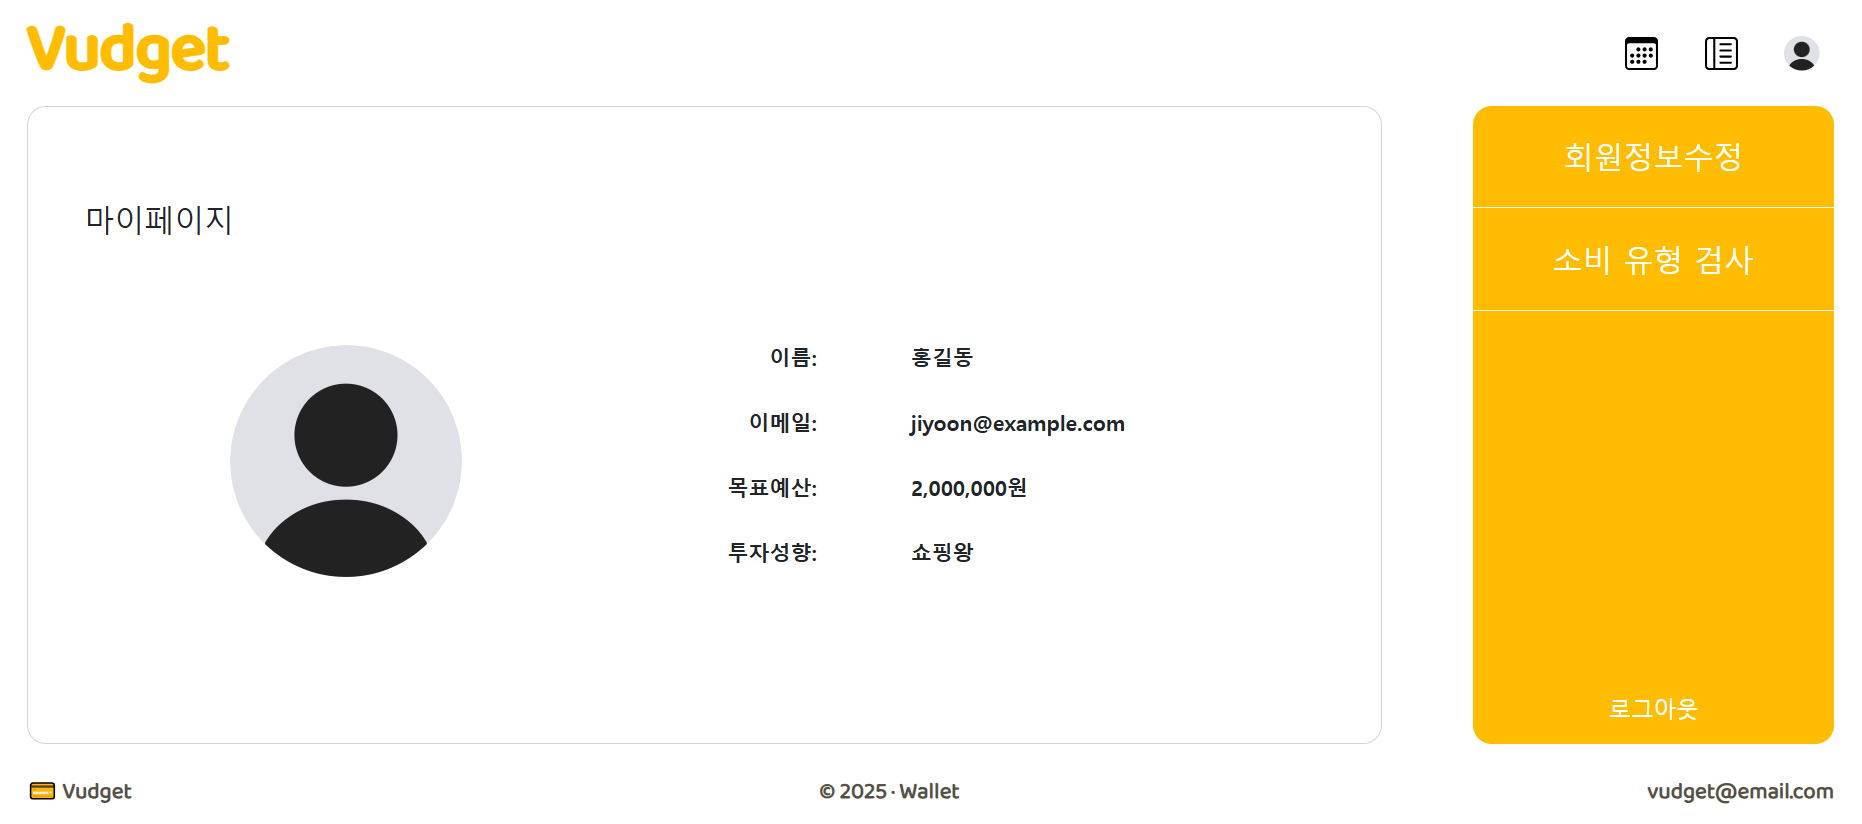 Vudget
마이페이지
이름: 홍길동
이메일: jiyoon@example.com
목표예산: 2,000,000원
투자성향: 쇼핑왕
회원정보수정
소비 유형 검사
로그아웃
Vudget
© 2025 · Wallet
vudget@email.com